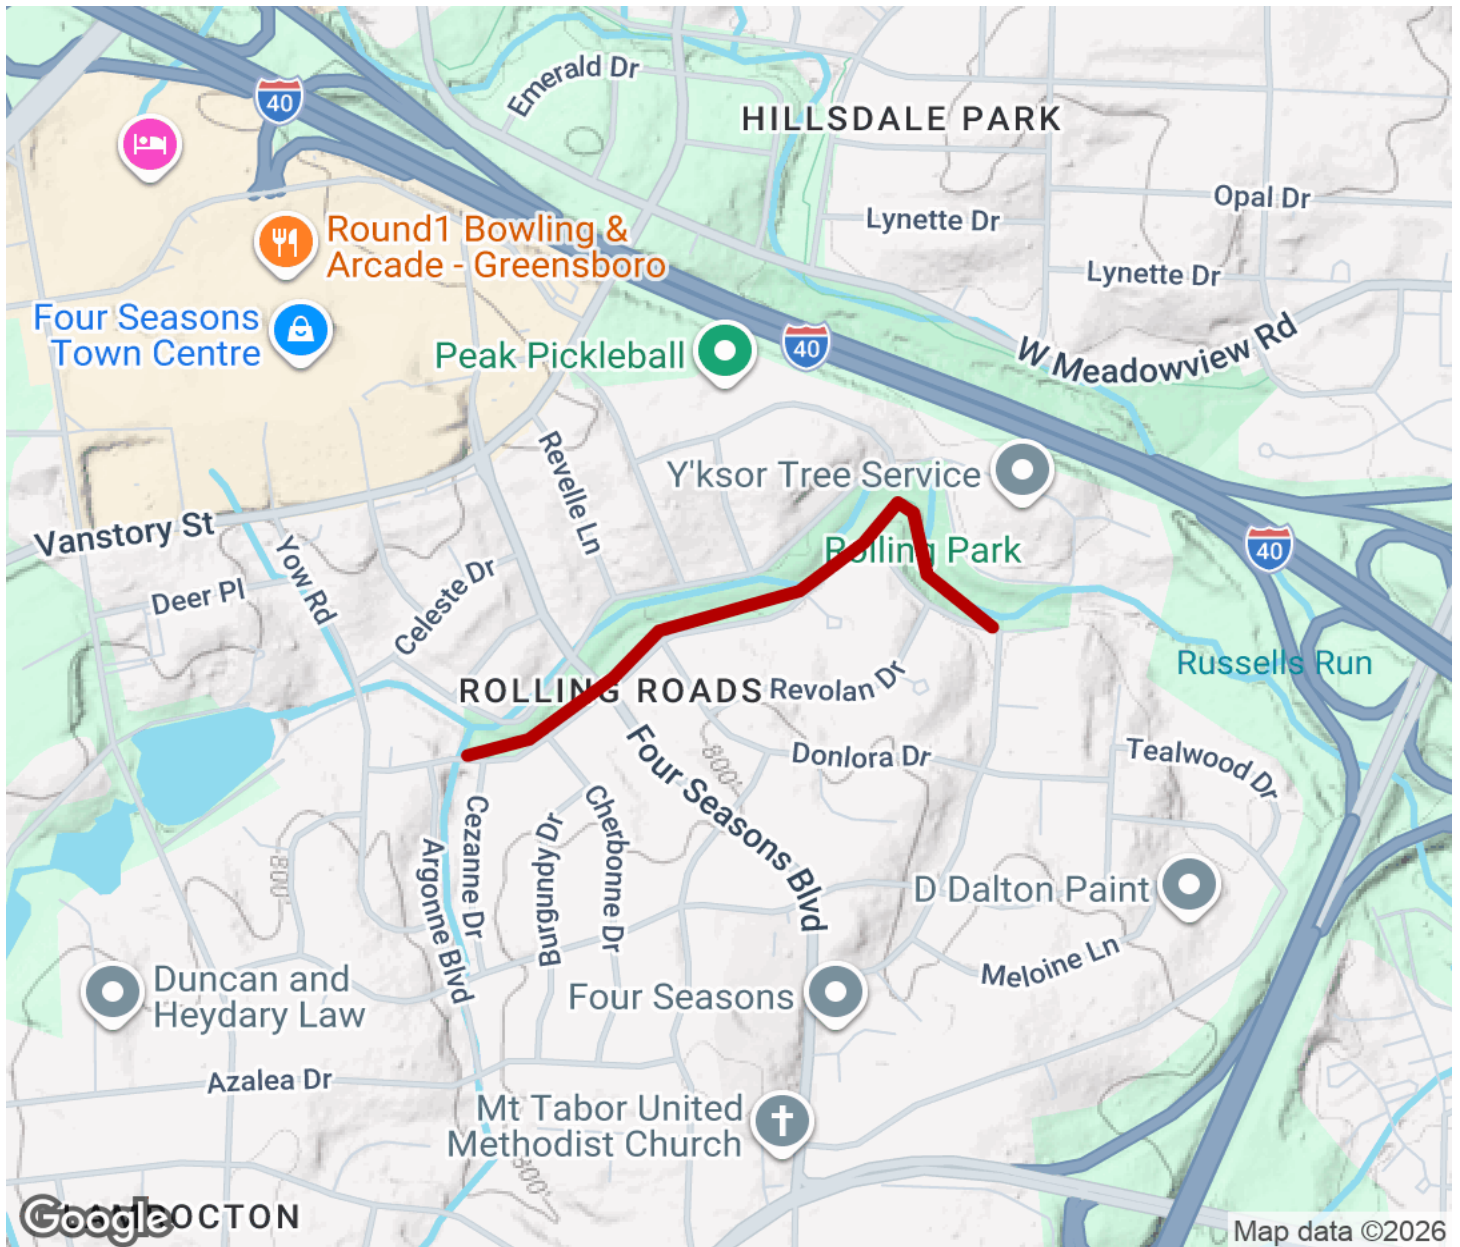 40
Emerald Dr
HILLSDALE PARK
Opal Dr
Lynette Dr
Round1 Bowling &
Arcade - Greensboro
Lynette Dr
Four Seasons
Town Centre
Peak Pickleball
40
W Meadowview Rd
Revelle Ln
Y'ksor Tree Service
Vanstory St
40
Rolling Park
Yow Rd
Deer Pl
Celeste Dr
Russells Run
ROLLING ROADS
Revolan Dr
Four Seasons Blvd
800'
Donlora Dr
Tealwood Dr
Cezanne Dr
Argonne Blvd
Burgundy Dr
Cherbonne Dr
800'
D Dalton Paint
Meloine Ln
Duncan and
Heydary Law
Four Seasons
Azalea Dr
Mt Tabor United
Methodist Church
800'
Google
Map data ©2026